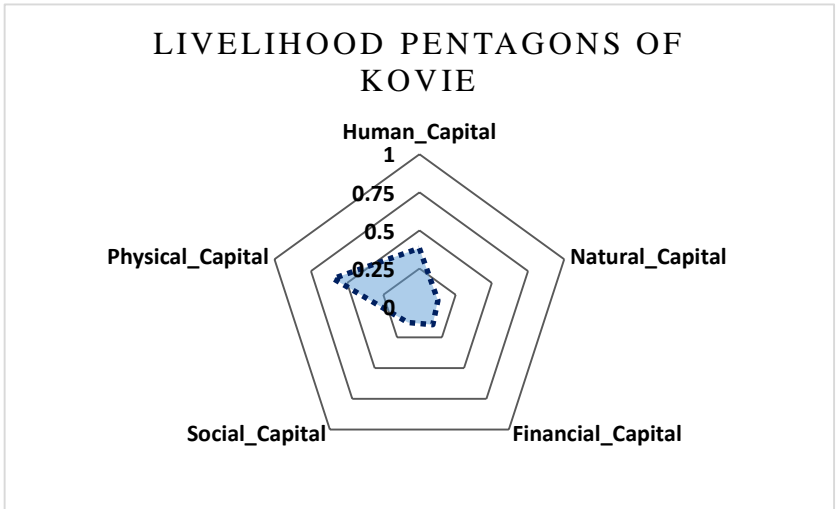 LIVELIHOOD PENTAGONS OF
KOVIE
Human_Capital
1
0.75
0.5
0.25
0
Physical_Capital
Natural_Capital
Social_Capital
Financial_Capital